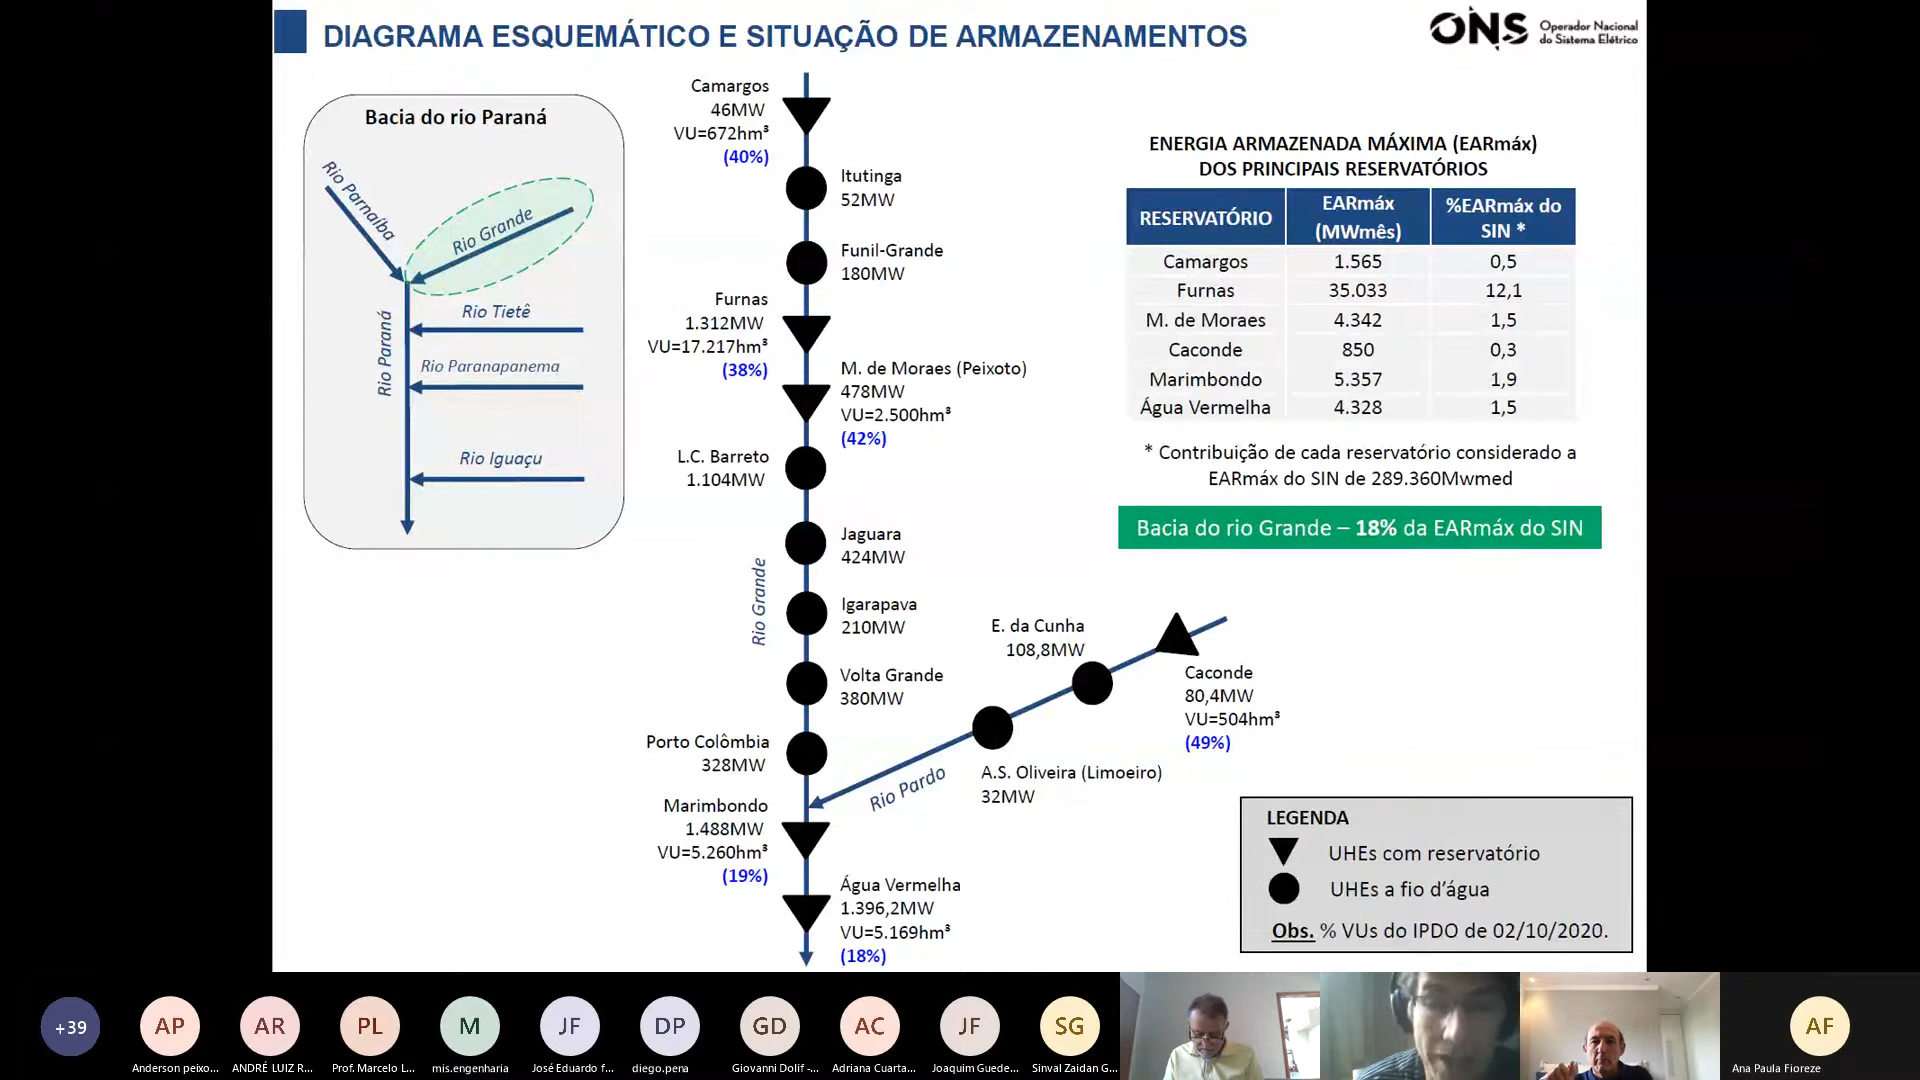 DIAGRAMA ESQUEMÁTICO E SITUAÇÃO DE ARMAZENAMENTOS
ONS
Operador Nacional
do Sistema Elétrico
Bacia do rio Paraná
Rio Parnaíba
Rio Grande
Rio Tietê
Rio Paraná
Rio Paranapanema
Rio Iguaçu
Camargos
46MW
VU=672hm³
(40%)
Itutinga
52MW
Funil-Grande
180MW
Furnas
1.312MW
VU=17.217hm³
(38%)
M. de Moraes (Peixoto)
478MW
VU=2.500hm³
(42%)
L.C. Barreto
1.104MW
Jaguara
424MW
Rio Grande
Igarapava
210MW
Volta Grande
380MW
Porto Colômbia
328MW
E. da Cunha
108,8MW
Caconde
80,4MW
VU=504hm³
(49%)
Rio Pardo
A.S. Oliveira (Limoeiro)
32MW
Marimbondo
1.488MW
VU=5.260hm³
(19%)
Água Vermelha
1.396,2MW
VU=5.169hm³
(18%)
ENERGIA ARMAZENADA MÁXIMA (EARmáx)
DOS PRINCIPAIS RESERVATÓRIOS
RESERVATÓRIO EARmáx (MWmês) %EARmáx do SIN *
Camargos 1.565 0,5
Furnas 35.033 12,1
M. de Moraes 4.342 1,5
Caconde 850 0,3
Marimbondo 5.357 1,9
Água Vermelha 4.328 1,5
* Contribuição de cada reservatório considerado a
EARmáx do SIN de 289.360Mwmed
Bacia do rio Grande – 18% da EARmáx do SIN
LEGENDA
UHEs com reservatório
UHEs a fio d'água
Obs. % VUs do IPDO de 02/10/2020.
+39
AP
AR
PL
M
JF
DP
GD
AC
JF
SG
AF
Anderson peixo...
ANDRÉ LUIZ R...
Prof. Marcelo L...
mis.engenharia
José Eduardo f...
diego.pena
Giovanni Dolif -...
Adriana Cuarta...
Joaquim Guede...
Sinval Zaidan G...
Ana Paula Fioreze